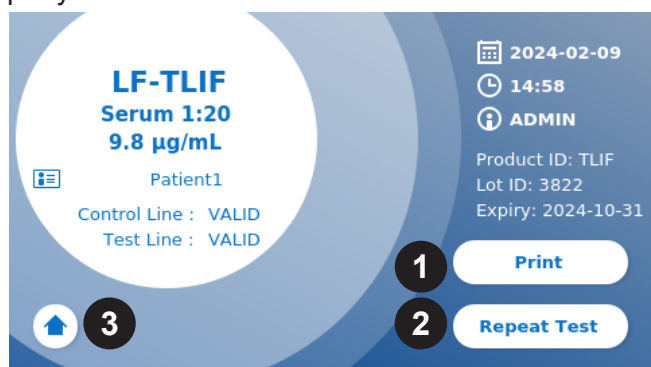 LF-TLIF
Serum 1:20
9.8 µg/mL
Patient1
Control Line : VALID
Test Line : VALID
3
2024-02-09
14:58
ADMIN
Product ID: TLIF
Lot ID: 3822
Expiry: 2024-10-31
1
Print
2
Repeat Test